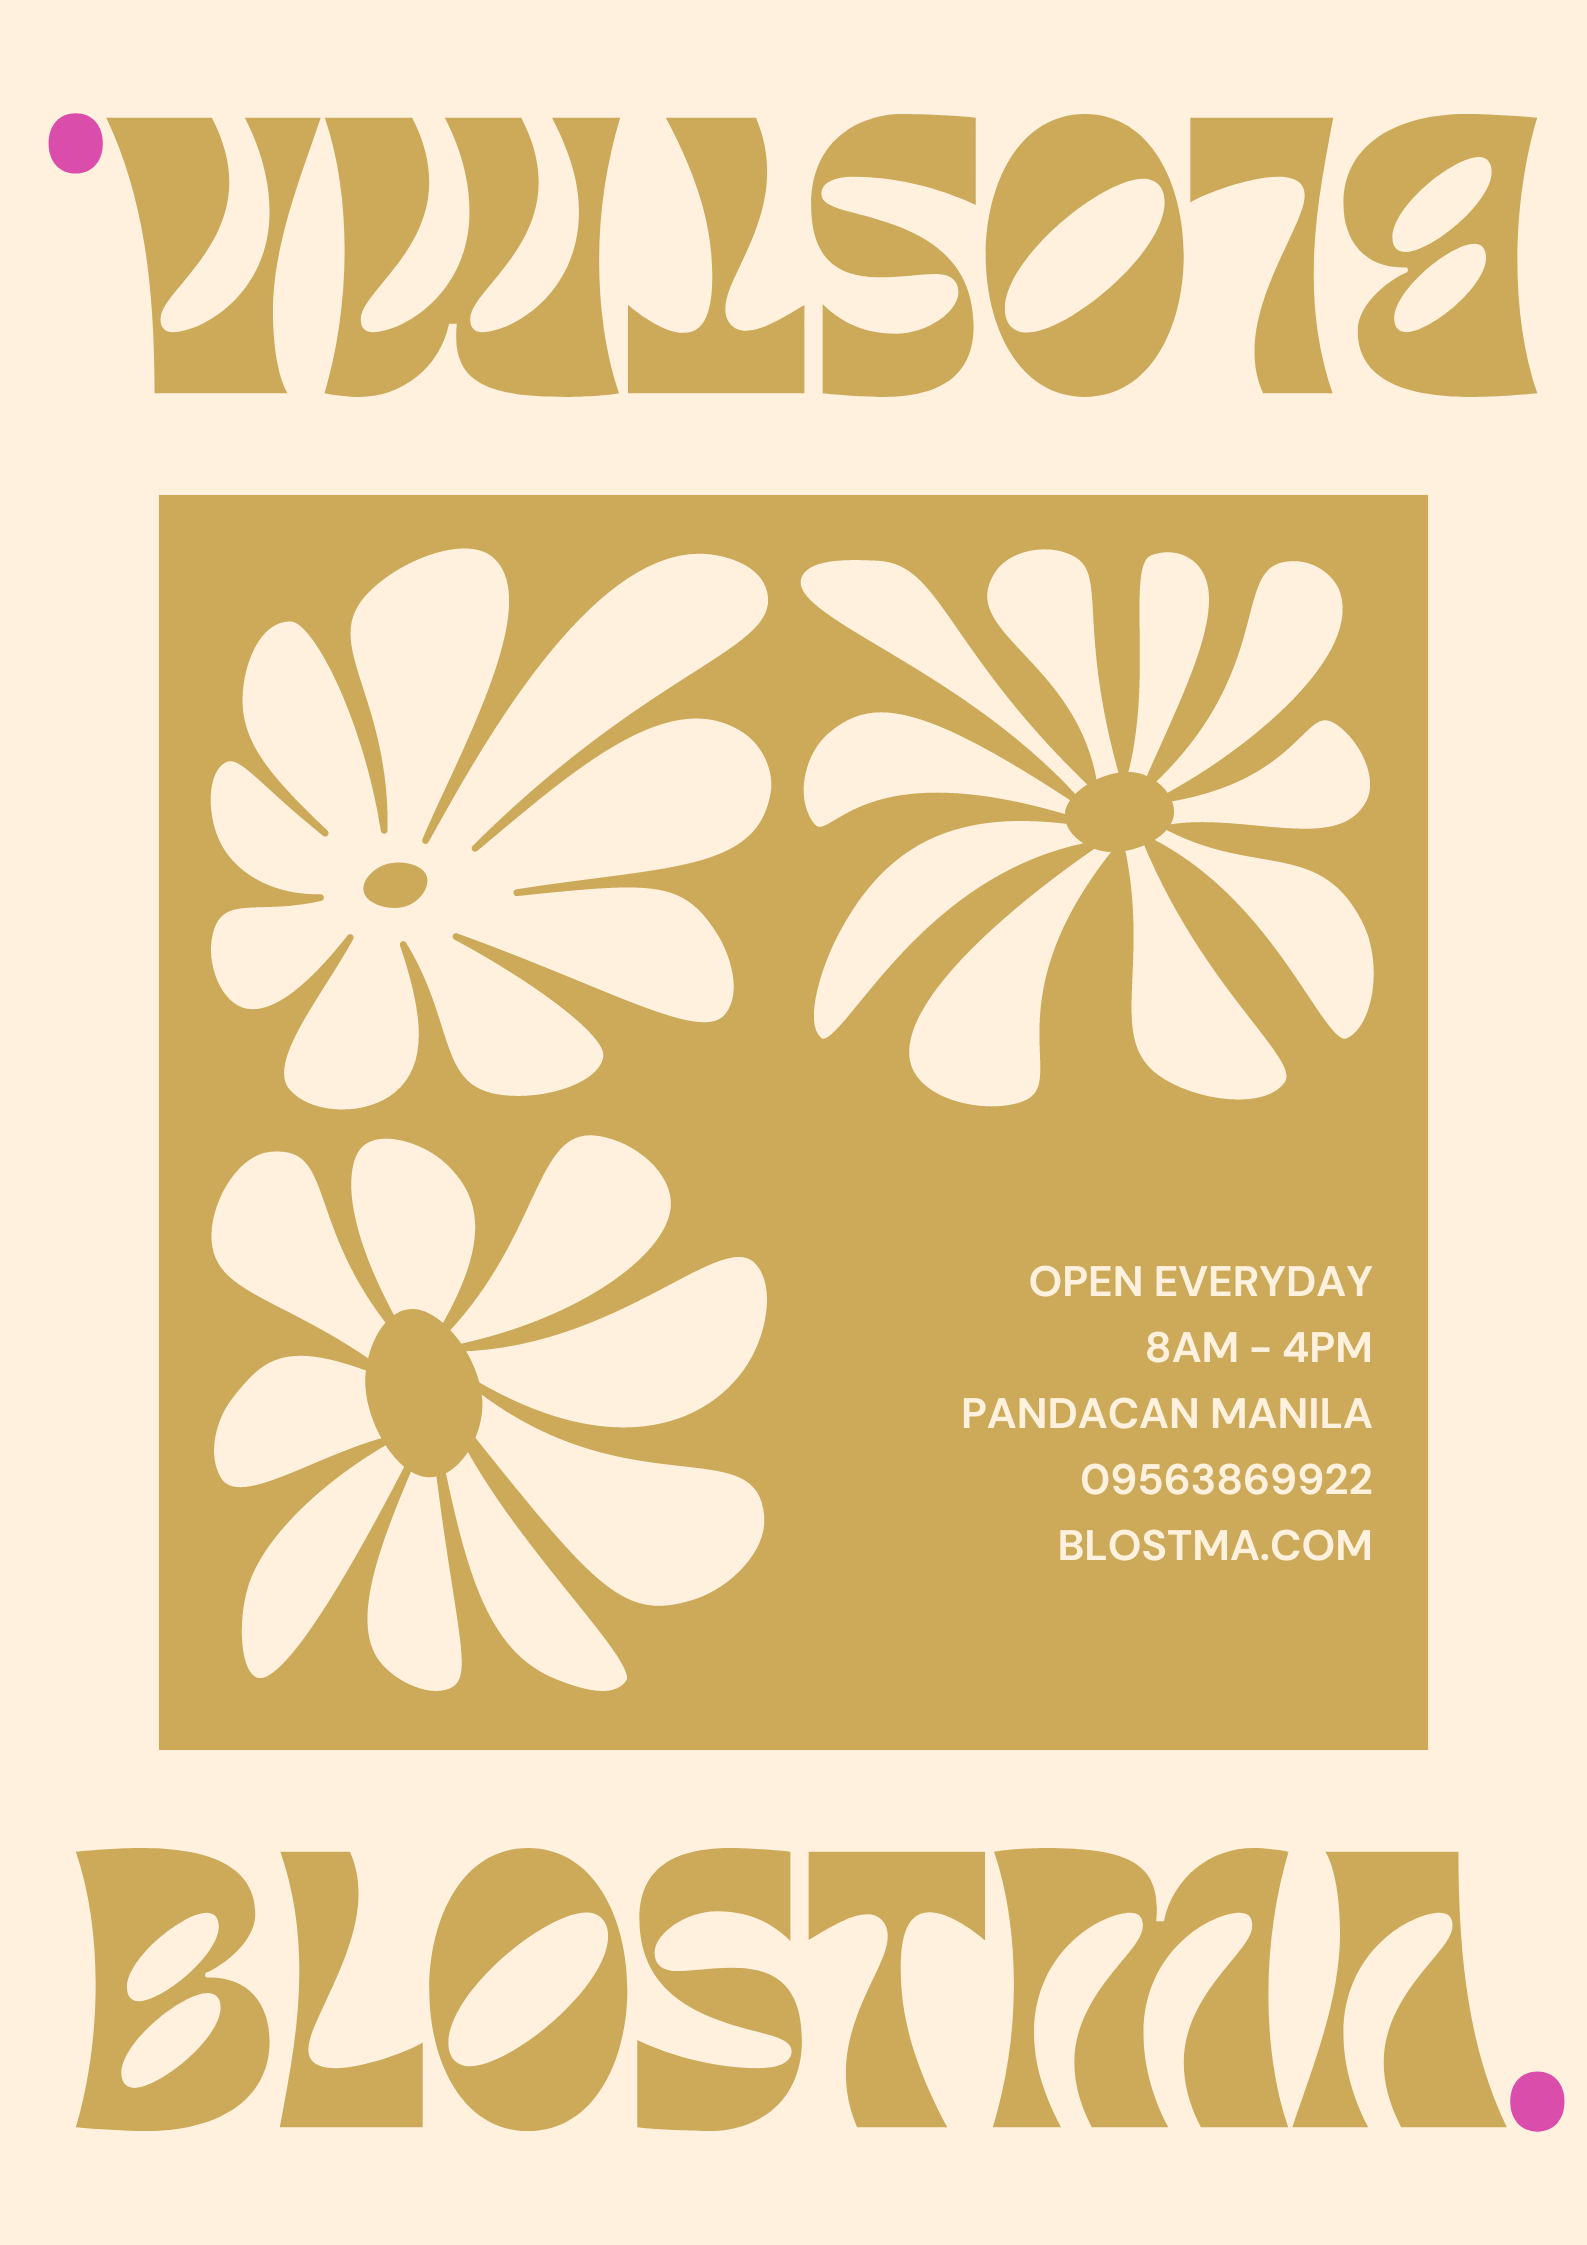 BLOSTMA.
OPEN EVERYDAY
8AM – 4PM
PANDACAN MANILA
09563869922
BLOSTMA.COM
BLOSTMA.